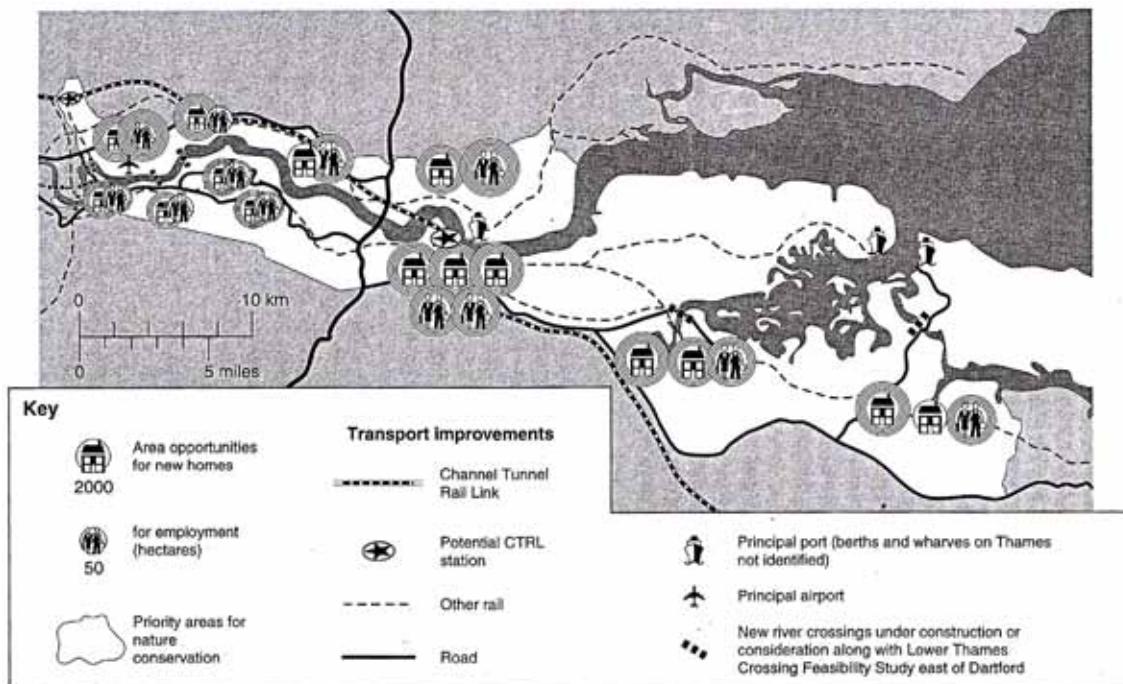 0
10 km
0
5 miles
Key
Area opportunities
for new homes
2000
for employment
(hectares)
50
Priority areas for
nature
conservation
Transport improvements
Channel Tunnel
Rail Link
Potential CTRL
station
Other rail
Road
Principal port (berths and wharves on Thames
not identified)
Principal airport
New river crossings under construction or
consideration along with Lower Thames
Crossing Feasibility Study east of Dartford